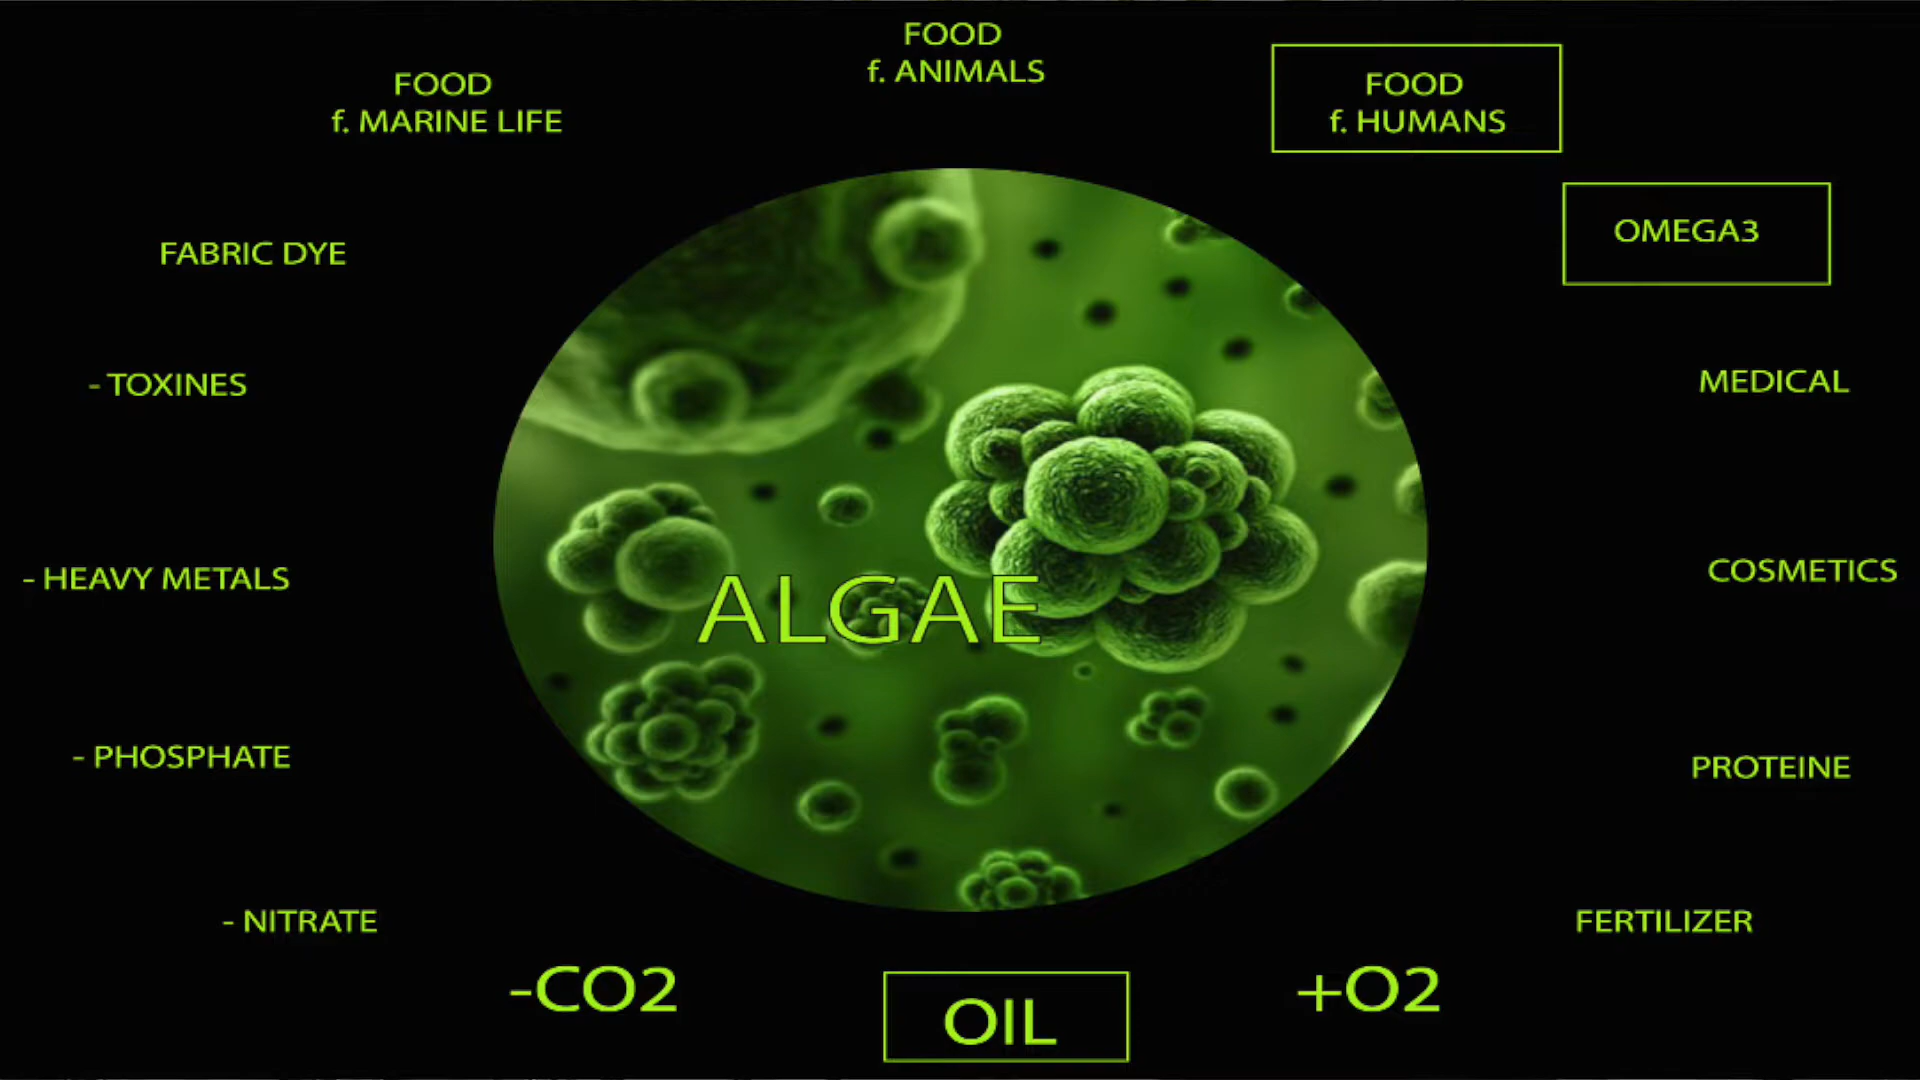 FOOD
f. ANIMALS
FOOD
f. MARINE LIFE
FOOD
f. HUMANS
OMEGA3
FABRIC DYE
- TOXINES
MEDICAL
- HEAVY METALS
COSMETICS
ALGAE
- PHOSPHATE
PROTEINE
- NITRATE
FERTILIZER
-CO2
OIL
+O2